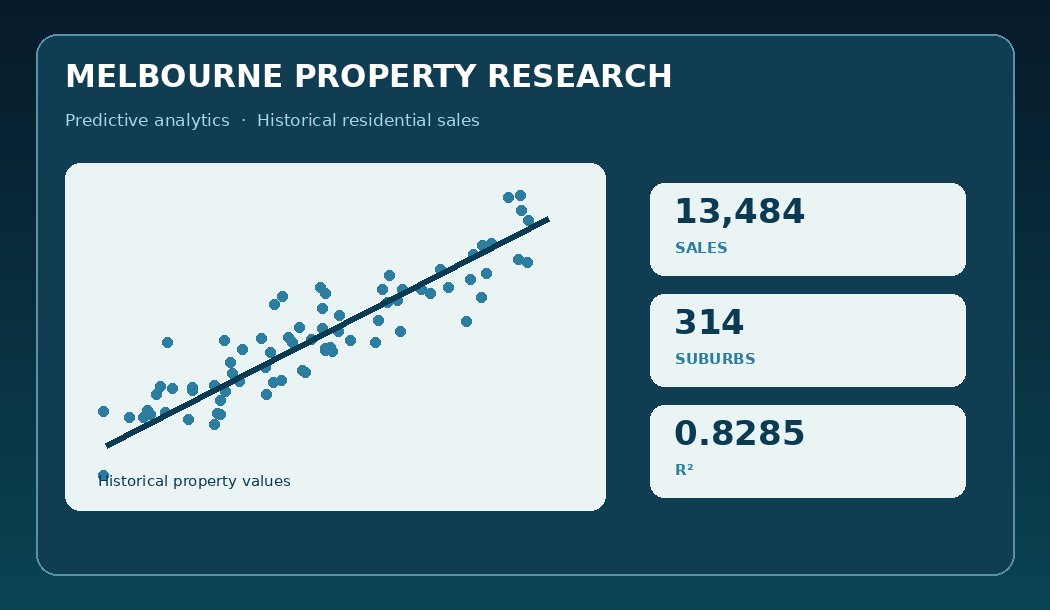 MELBOURNE PROPERTY RESEARCH
Predictive analytics · Historical residential sales
Historical property values
13,484
SALES
314
SUBURBS
0.8285
R²